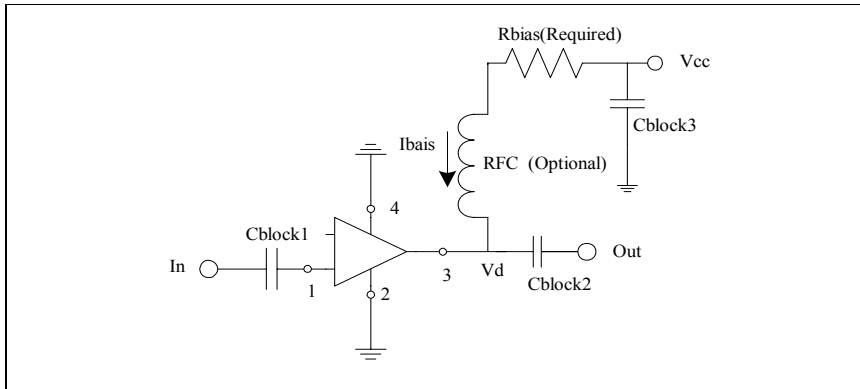 Rbias(Required)
Vcc
Cblock3
Ibais
RFC (Optional)
4
Cblock1
In
1
2
3
Vd
Out
Cblock2